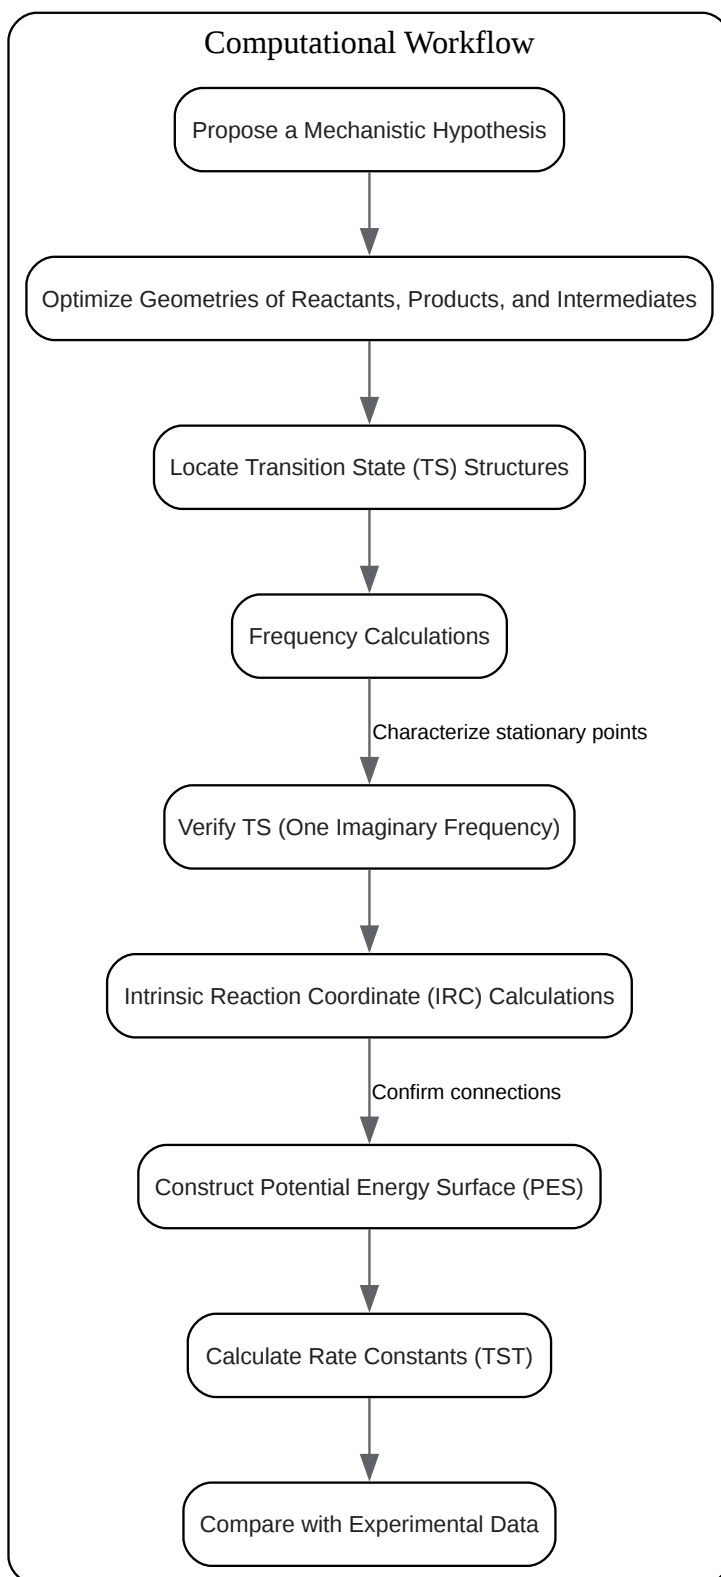 Computational Workflow
Propose a Mechanistic Hypothesis
Optimize Geometries of Reactants, Products, and Intermediates
Locate Transition State (TS) Structures
Frequency Calculations
Characterize stationary points
Verify TS (One Imaginary Frequency)
Intrinsic Reaction Coordinate (IRC) Calculations
Confirm connections
Construct Potential Energy Surface (PES)
Calculate Rate Constants (TST)
Compare with Experimental Data